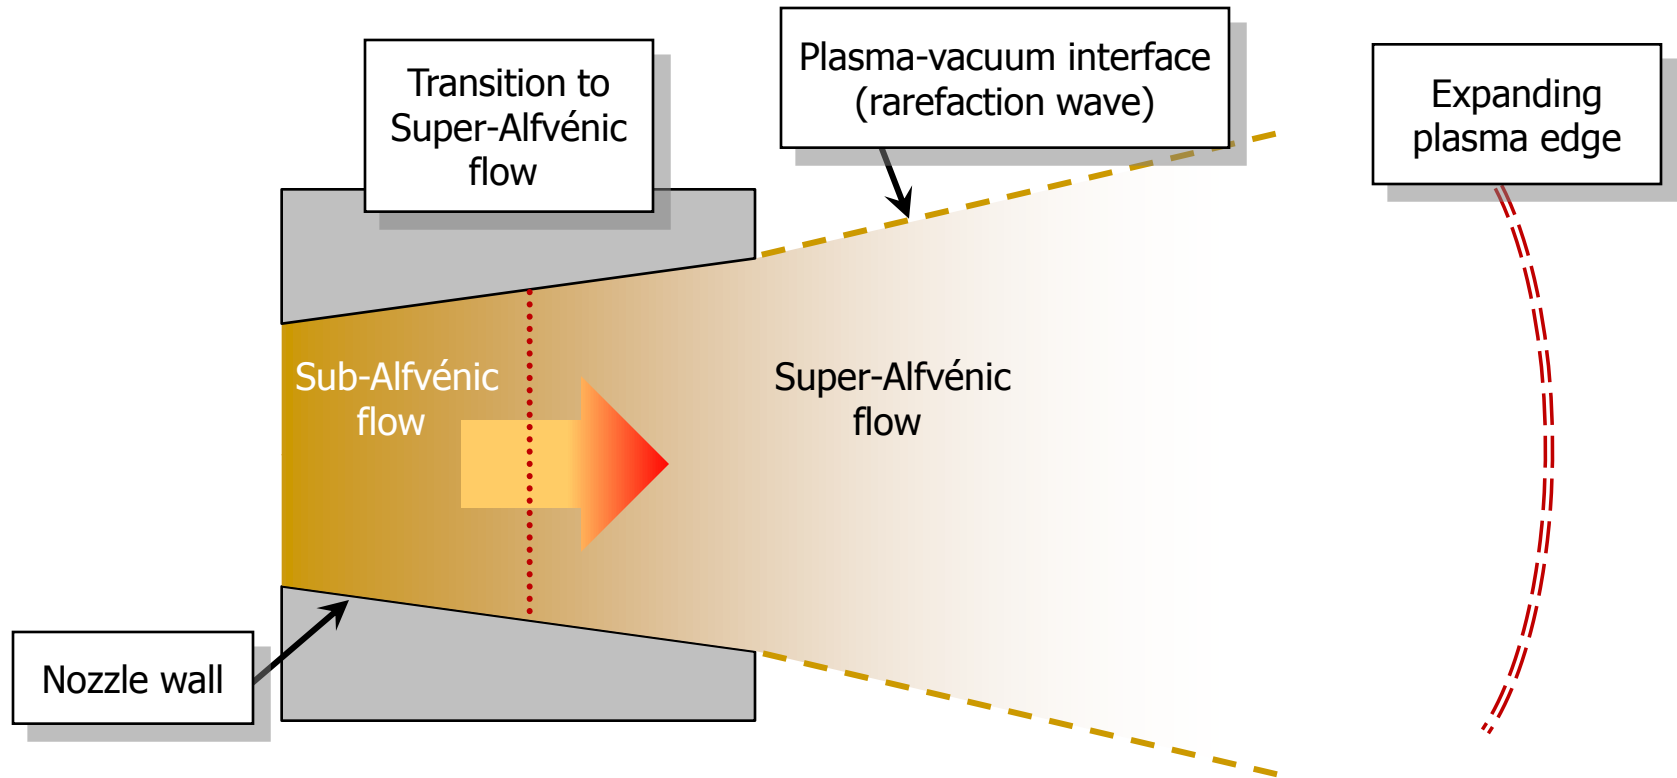 Transition to
Super-Alfvénic
flow
Plasma-vacuum interface
(rarefaction wave)
Expanding
plasma edge
Sub-Alfvénic
flow
Super-Alfvénic
flow
Nozzle wall